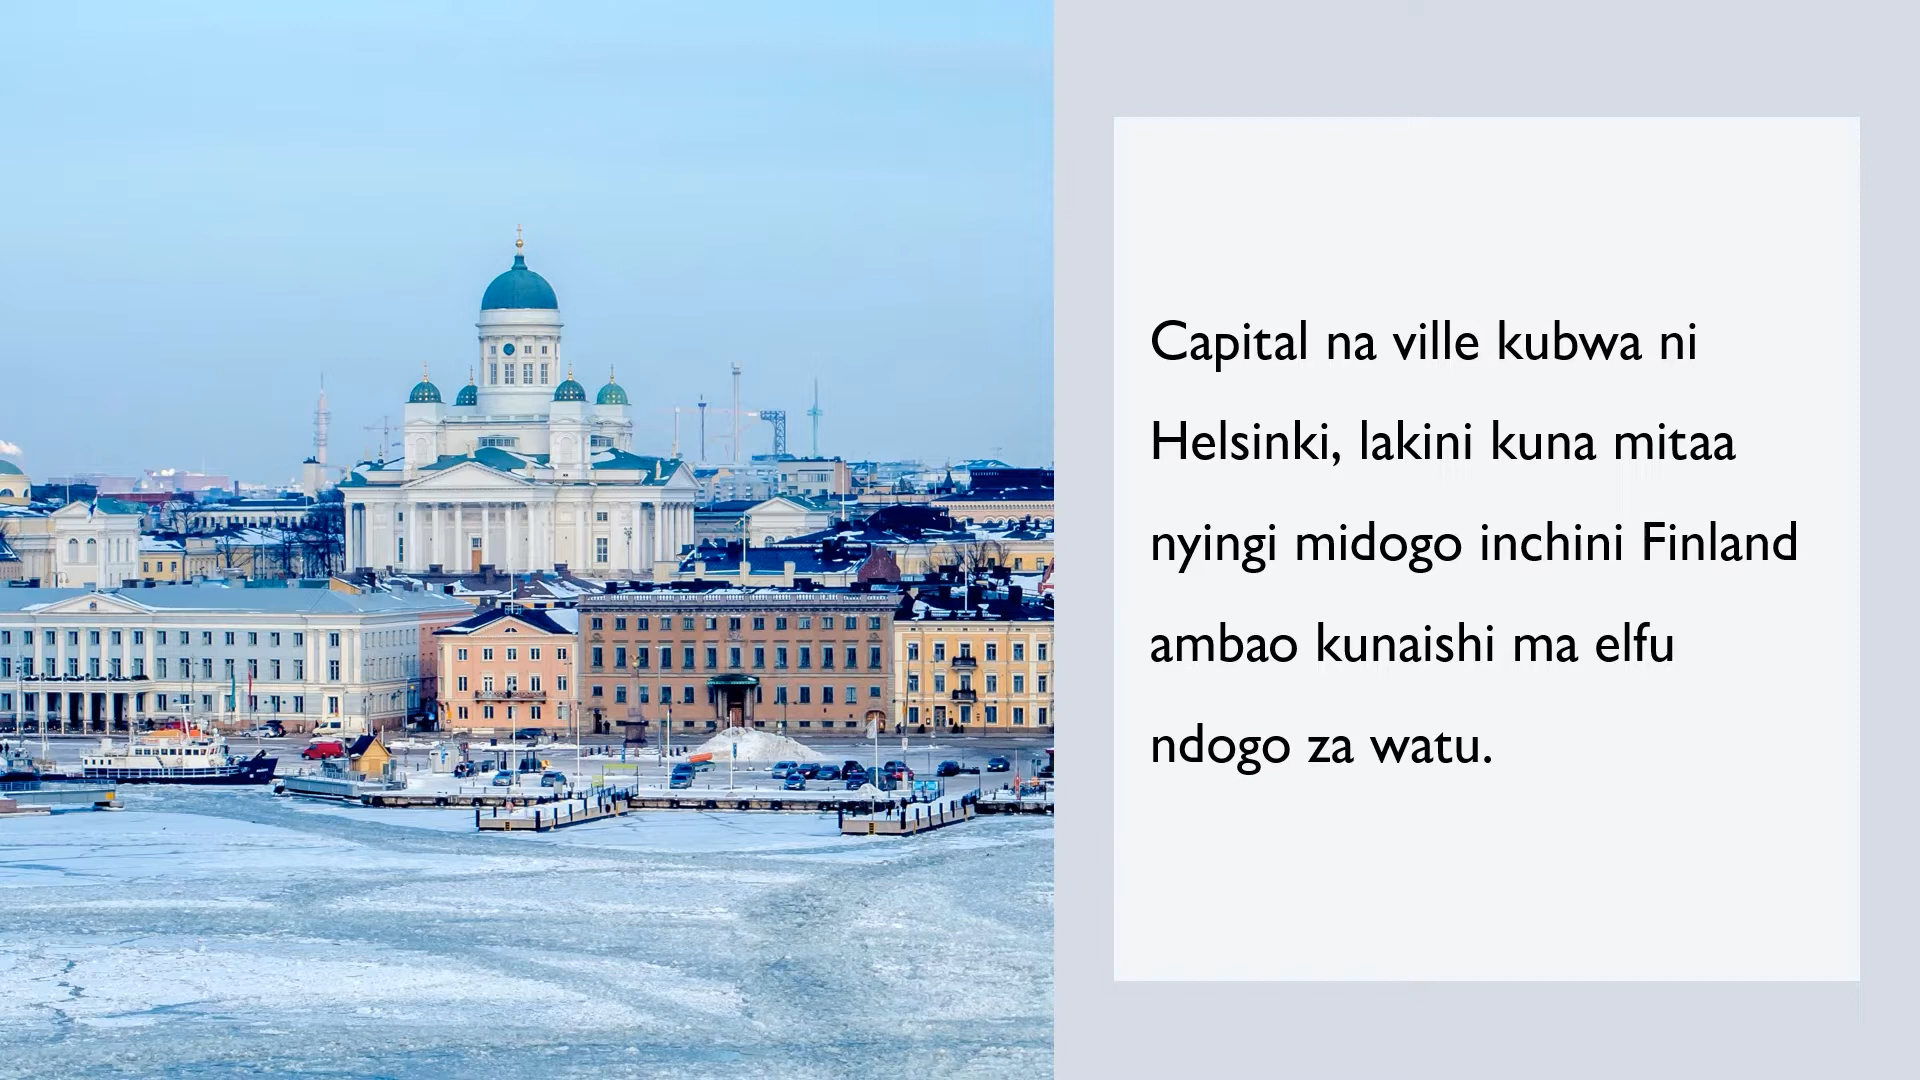 Capital na ville kubwa ni
Helsinki, lakini kuna mitaa
nyingi midogo inchini Finland
ambao kunaishi ma elfu
ndogo za watu.